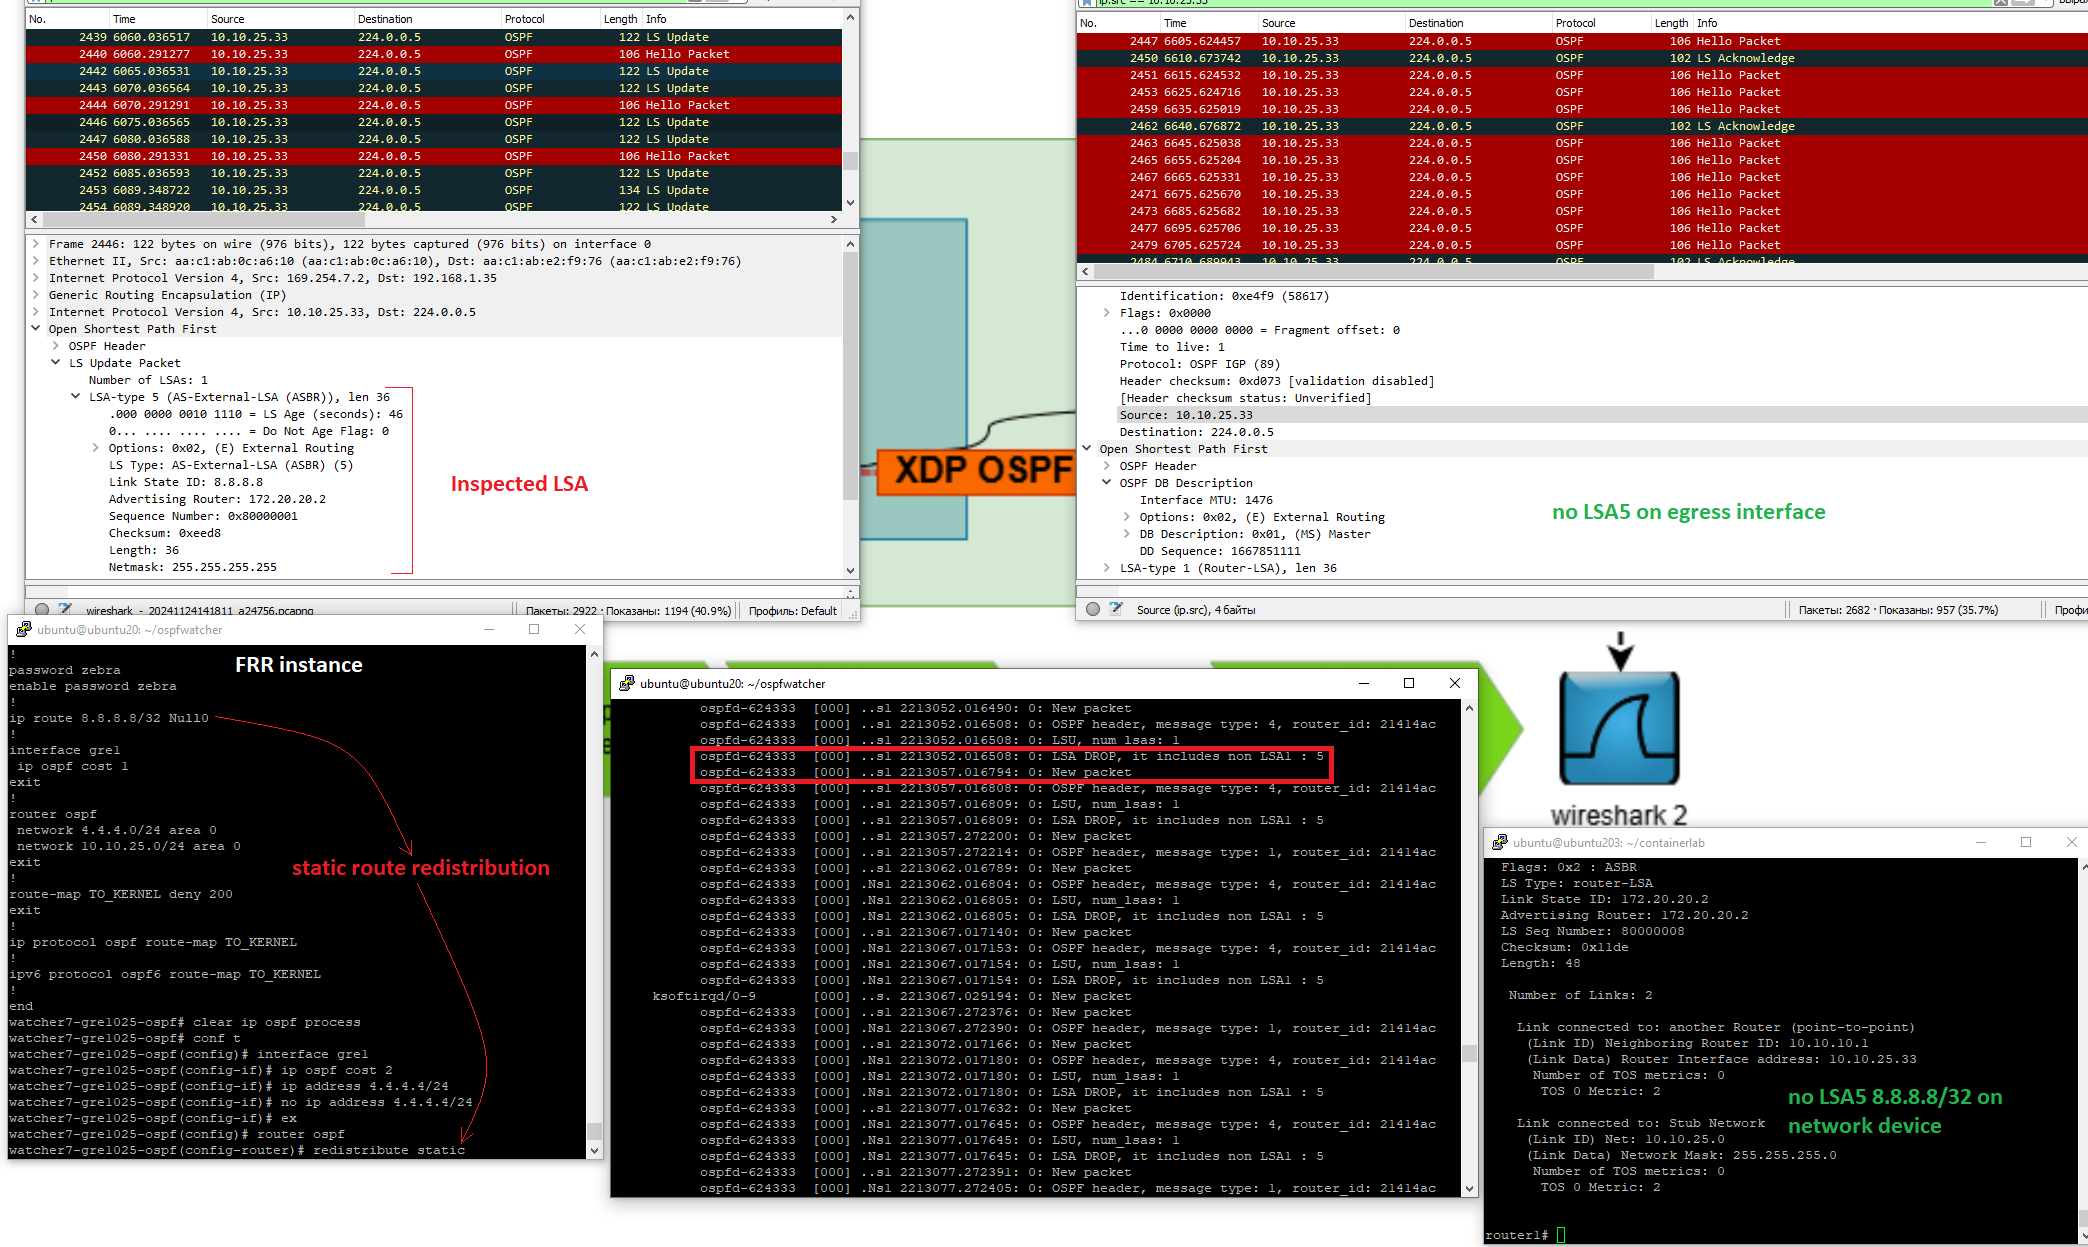 No. Time Source Destination Protocol Length Info
2439 6060.036517 10.10.25.33 224.0.0.5 OSPF 122 LS Update
2440 6060.291277 10.10.25.33 224.0.0.5 OSPF 106 Hello Packet
2442 6065.036531 10.10.25.33 224.0.0.5 OSPF 122 LS Update
2443 6070.036564 10.10.25.33 224.0.0.5 OSPF 122 LS Update
2444 6070.291291 10.10.25.33 224.0.0.5 OSPF 106 Hello Packet
2446 6075.036565 10.10.25.33 224.0.0.5 OSPF 122 LS Update
2447 6080.036588 10.10.25.33 224.0.0.5 OSPF 122 LS Update
2450 6080.291331 10.10.25.33 224.0.0.5 OSPF 106 Hello Packet
2452 6085.036593 10.10.25.33 224.0.0.5 OSPF 122 LS Update
2453 6089.348722 10.10.25.33 224.0.0.5 OSPF 134 LS Update
2454 6089.348920 10.10.25.33 224.0.0.5 OSPF 122 LS Update
Frame 2446: 122 bytes on wire (976 bits), 122 bytes captured (976 bits) on interface 0
Ethernet II, Src: aa:c1:ab:0c:a6:10 (aa:c1:ab:0c:a6:10), Dst: aa:c1:ab:e2:f9:76 (aa:c1:ab:e2:f9:76)
Internet Protocol Version 4, Src: 169.254.7.2, Dst: 192.168.1.35
Generic Routing Encapsulation (IP)
Internet Protocol Version 4, Src: 10.10.25.33, Dst: 224.0.0.5
Open Shortest Path First
OSPF Header
LS Update Packet
Number of LSAs: 1
LSA-type 5 (AS-External-LSA (ASBR)), len 36
.000 0000 0010 1110 = LS Age (seconds): 46
0... .... .... .... = Do Not Age Flag: 0
Options: 0x02, (E) External Routing
LS Type: AS-External-LSA (ASBR) (5)
Link State ID: 8.8.8.8
Advertising Router: 172.20.20.2
Sequence Number: 0x80000001
Checksum: 0xeed8
Length: 36
Netmask: 255.255.255.255
Inspected LSA
wireshark_-_20241124141811_a24756.pcapng Пакеты: 2922 · Показаны: 1194 (40.9%) Профиль: Default
XDP OSPF
ip.src == 10.10.25.33
No. Time Source Destination Protocol Length Info
2447 6605.624457 10.10.25.33 224.0.0.5 OSPF 106 Hello Packet
2450 6610.673742 10.10.25.33 224.0.0.5 OSPF 102 LS Acknowledge
2451 6615.624532 10.10.25.33 224.0.0.5 OSPF 106 Hello Packet
2453 6625.624716 10.10.25.33 224.0.0.5 OSPF 106 Hello Packet
2459 6635.625019 10.10.25.33 224.0.0.5 OSPF 106 Hello Packet
2462 6640.676872 10.10.25.33 224.0.0.5 OSPF 102 LS Acknowledge
2463 6645.625038 10.10.25.33 224.0.0.5 OSPF 106 Hello Packet
2465 6655.625204 10.10.25.33 224.0.0.5 OSPF 106 Hello Packet
2467 6665.625331 10.10.25.33 224.0.0.5 OSPF 106 Hello Packet
2471 6675.625670 10.10.25.33 224.0.0.5 OSPF 106 Hello Packet
2473 6685.625682 10.10.25.33 224.0.0.5 OSPF 106 Hello Packet
2477 6695.625706 10.10.25.33 224.0.0.5 OSPF 106 Hello Packet
2479 6705.625724 10.10.25.33 224.0.0.5 OSPF 106 Hello Packet
2484 6710.689943 10.10.25.33 224.0.0.5 OSPF 102 LS Acknowledge
Identification: 0xe4f9 (58617)
Flags: 0x0000
...0 0000 0000 0000 = Fragment offset: 0
Time to live: 1
Protocol: OSPF IGP (89)
Header checksum: 0xd073 [validation disabled]
[Header checksum status: Unverified]
Source: 10.10.25.33
Destination: 224.0.0.5
Open Shortest Path First
OSPF Header
OSPF DB Description
Interface MTU: 1476
Options: 0x02, (E) External Routing
DB Description: 0x01, (MS) Master
DD Sequence: 1667851111
LSA-type 1 (Router-LSA), len 36
no LSA5 on egress interface
Source (ip.src), 4 байты Пакеты: 2682 · Показаны: 957 (35.7%)
ubuntu@ubuntu20: ~/ospfwatcher
FRR instance
!
password zebra
enable password zebra
!
ip route 8.8.8.8/32 Null0
!
interface gre1
ip ospf cost 1
exit
!
router ospf
network 4.4.4.0/24 area 0
network 10.10.25.0/24 area 0
exit
!
route-map TO_KERNEL deny 200
exit
!
ip protocol ospf route-map TO_KERNEL
!
ipv6 protocol ospf6 route-map TO_KERNEL
!
end
watcher7-gre1025-ospf# clear ip ospf process
watcher7-gre1025-ospf# conf t
watcher7-gre1025-ospf(config)# interface gre1
watcher7-gre1025-ospf(config-if)# ip ospf cost 2
watcher7-gre1025-ospf(config-if)# ip address 4.4.4.4/24
watcher7-gre1025-ospf(config-if)# no ip address 4.4.4.4/24
watcher7-gre1025-ospf(config-if)# ex
watcher7-gre1025-ospf(config)# router ospf
watcher7-gre1025-ospf(config-router)# redistribute static
static route redistribution
ubuntu@ubuntu20: ~/ospfwatcher
ospfd-624333 [000] ..s1 2213052.016490: 0: New packet
ospfd-624333 [000] ..s1 2213052.016508: 0: OSPF header, message type: 4, router_id: 21414ac
ospfd-624333 [000] ..s1 2213052.016508: 0: LSU, num_lsas: 1
ospfd-624333 [000] ..s1 2213052.016508: 0: LSA DROP, it includes non LSA1 : 5
ospfd-624333 [000] ..s1 2213057.016794: 0: New packet
ospfd-624333 [000] ..s1 2213057.016808: 0: OSPF header, message type: 4, router_id: 21414ac
ospfd-624333 [000] ..s1 2213057.016809: 0: LSU, num_lsas: 1
ospfd-624333 [000] ..s1 2213057.016809: 0: LSA DROP, it includes non LSA1 : 5
ospfd-624333 [000] ..s1 2213057.272200: 0: New packet
ospfd-624333 [000] ..s1 2213057.272214: 0: OSPF header, message type: 1, router_id: 21414ac
ospfd-624333 [000] ..s1 2213062.016789: 0: New packet
ospfd-624333 [000] .Ns1 2213062.016804: 0: OSPF header, message type: 4, router_id: 21414ac
ospfd-624333 [000] .Ns1 2213062.016805: 0: LSU, num_lsas: 1
ospfd-624333 [000] .Ns1 2213062.016805: 0: LSA DROP, it includes non LSA1 : 5
ospfd-624333 [000] ..s1 2213067.017140: 0: New packet
ospfd-624333 [000] .Ns1 2213067.017153: 0: OSPF header, message type: 4, router_id: 21414ac
ospfd-624333 [000] .Ns1 2213067.017154: 0: LSU, num_lsas: 1
ospfd-624333 [000] .Ns1 2213067.017154: 0: LSA DROP, it includes non LSA1 : 5
ksoftirqd/0-9 [000] ..s. 2213067.029194: 0: New packet
ospfd-624333 [000] ..s1 2213067.272376: 0: New packet
ospfd-624333 [000] .Ns1 2213067.272390: 0: OSPF header, message type: 1, router_id: 21414ac
ospfd-624333 [000] ..s1 2213072.017166: 0: New packet
ospfd-624333 [000] .Ns1 2213072.017180: 0: OSPF header, message type: 4, router_id: 21414ac
ospfd-624333 [000] .Ns1 2213072.017180: 0: LSU, num_lsas: 1
ospfd-624333 [000] .Ns1 2213072.017180: 0: LSA DROP, it includes non LSA1 : 5
ospfd-624333 [000] ..s1 2213077.017632: 0: New packet
ospfd-624333 [000] ..s1 2213077.017645: 0: OSPF header, message type: 4, router_id: 21414ac
ospfd-624333 [000] ..s1 2213077.017645: 0: LSU, num_lsas: 1
ospfd-624333 [000] ..s1 2213077.017645: 0: LSA DROP, it includes non LSA1 : 5
ospfd-624333 [000] ..s1 2213077.272391: 0: New packet
ospfd-624333 [000] .Ns1 2213077.272405: 0: OSPF header, message type: 1, router_id: 21414ac
wireshark 2
ubuntu@ubuntu203: ~/containerlab
Flags: 0x2 : ASBR
LS Type: router-LSA
Link State ID: 172.20.20.2
Advertising Router: 172.20.20.2
LS Seq Number: 80000008
Checksum: 0x11de
Length: 48
Number of Links: 2
Link connected to: another Router (point-to-point)
(Link ID) Neighboring Router ID: 10.10.10.1
(Link Data) Router Interface address: 10.10.25.33
Number of TOS metrics: 0
TOS 0 Metric: 2
Link connected to: Stub Network
(Link ID) Net: 10.10.25.0
(Link Data) Network Mask: 255.255.255.0
Number of TOS metrics: 0
TOS 0 Metric: 2
no LSA5 8.8.8.8/32 on
network device
router1#